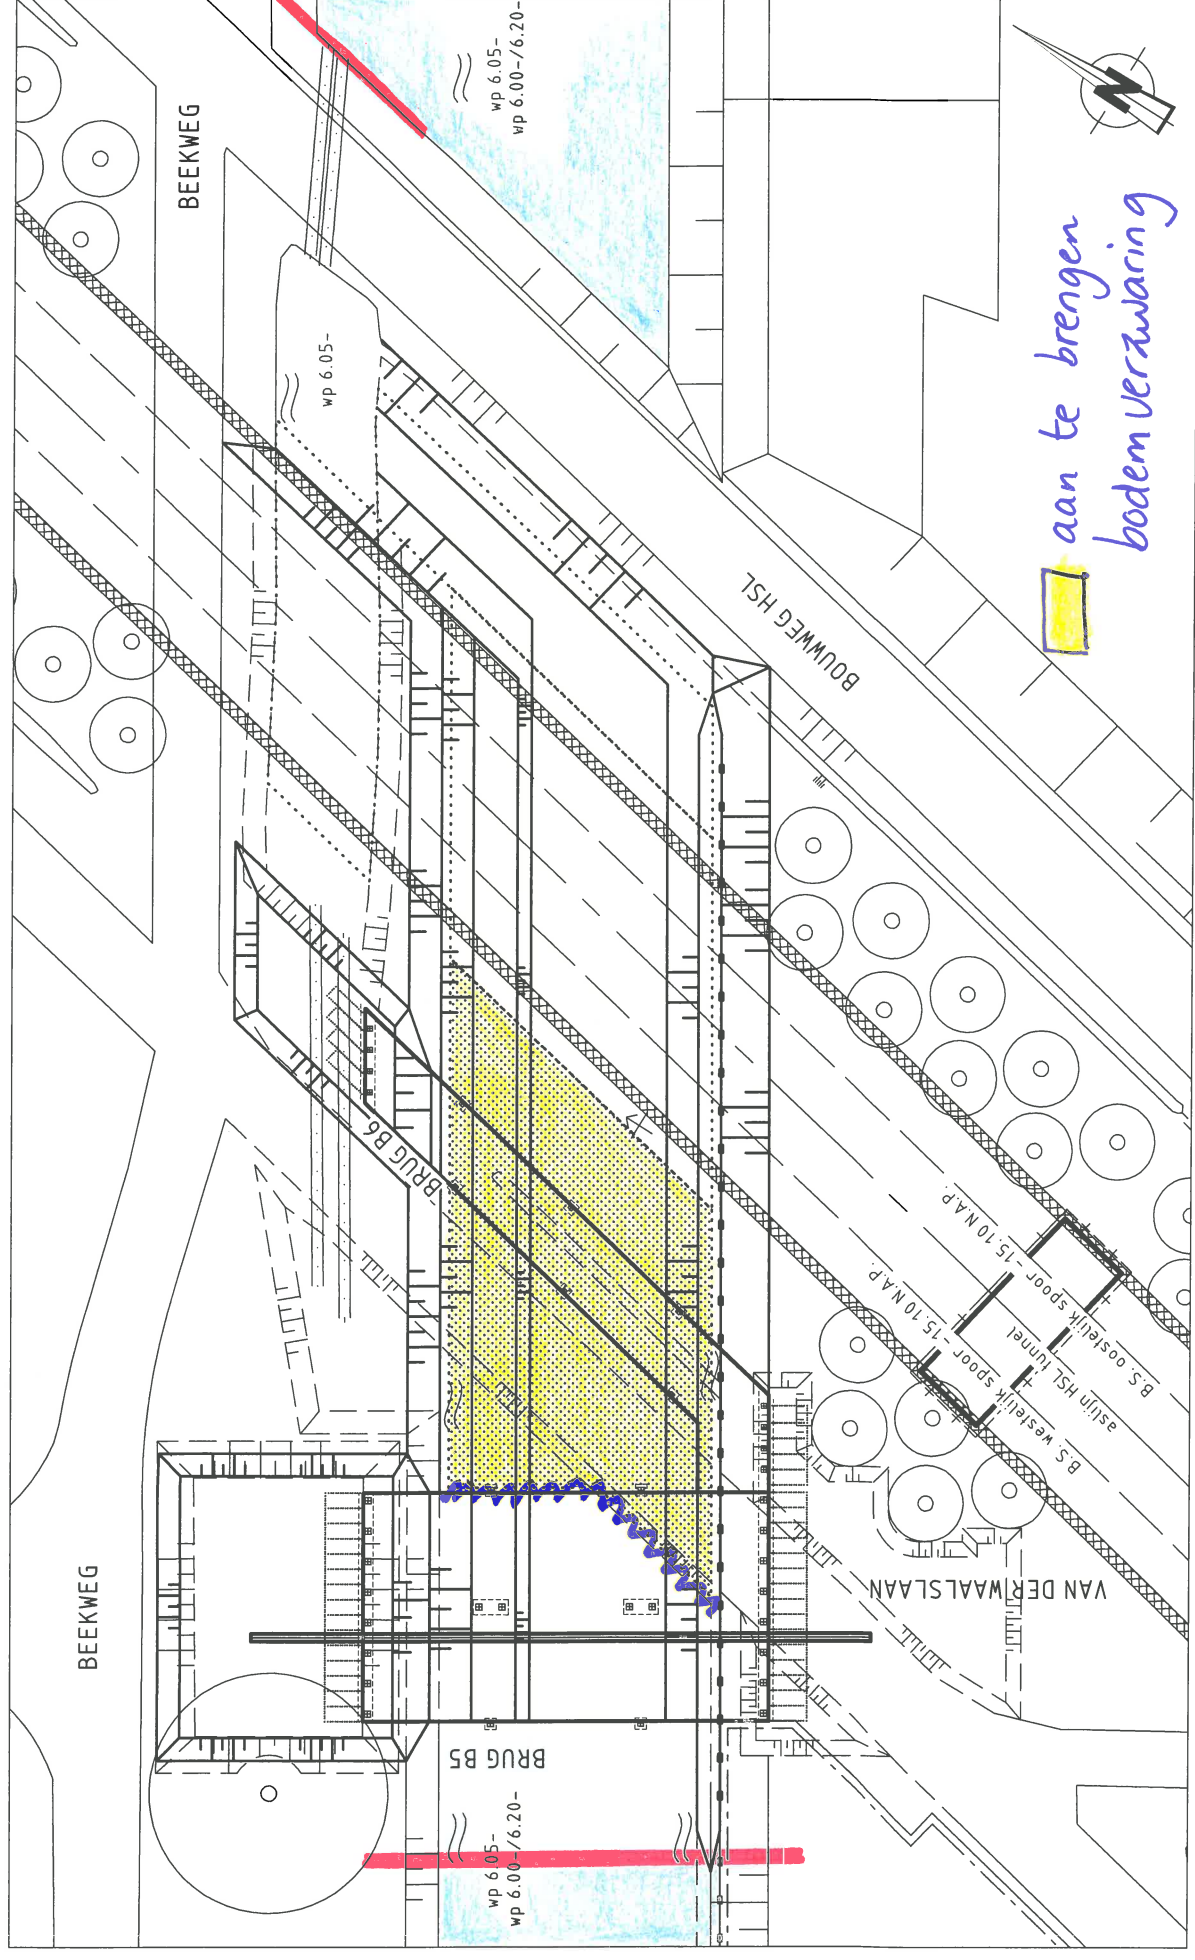 BEEKWEG
wp 6.05-
wp 6.00-/6.20-
N
wp 6.05-
aan te brengen
bodemverzwaring
BOUWWEG HSL
BRUG B6
B.S. westelijk spoor -15.10 N.A.P.
aslijn HSL tunnel
B.S. oostelijk spoor -15.10 N.A.P.
BEEKWEG
VAN DER WAALSLAAN
BRUG B5
wp 6.05-
wp 6.00-/6.20-